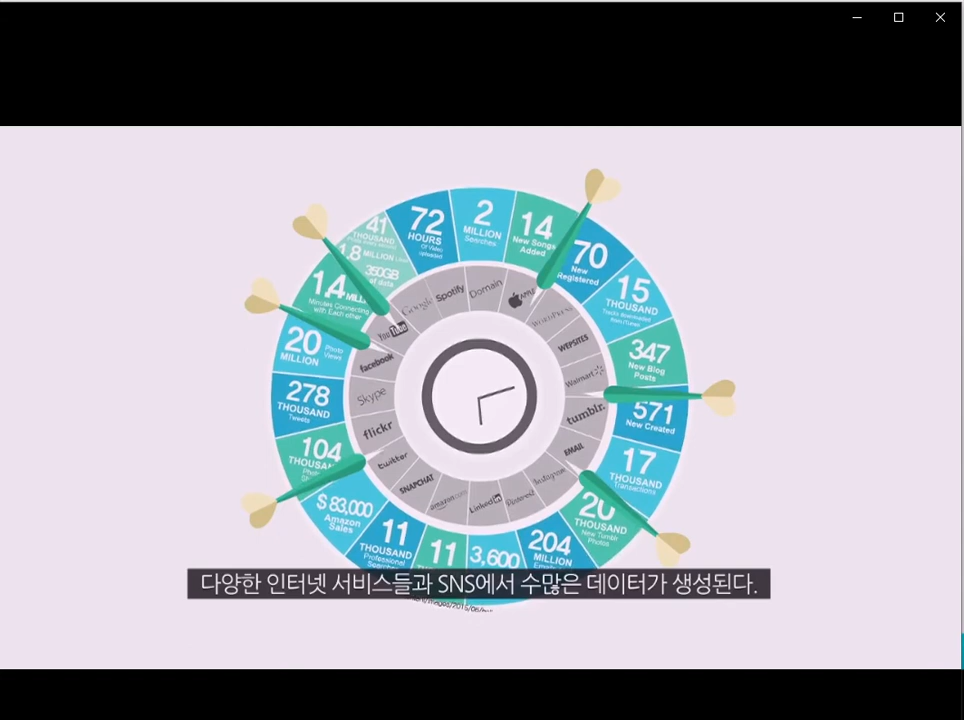 2
MILLION
Searches
14
New Songs
Added
70
New
Registered
15
THOUSAND
Tracks downloaded
from iTunes
347
New Blog
Posts
571
New Created
17
THOUSAND
Transactions
20
THOUSAND
New Tumblr
Photos
204
MILLION
3,600
11
11
THOUSAND
Professional
$ 83,000
Amazon
Sales
104
278
THOUSAND
Tweets
20
MILLION
Photo
Views
1.4
Minutes Connecting
with Each other
41
THOUSAND
1.8 MILLION
350GB
of data
72
HOURS
Of Video
uploaded
Google
Spotify
Domain
APPLE
WORDPRESS
WEPSITES
Walmart
tumblr.
EMAIL
Instagram
Pinterest
Linkedin
amazon.com
SNAPCHAT
twitter
flickr
Skype
facebook
YouTube
다양한 인터넷 서비스들과 SNS에서 수많은 데이터가 생성된다.